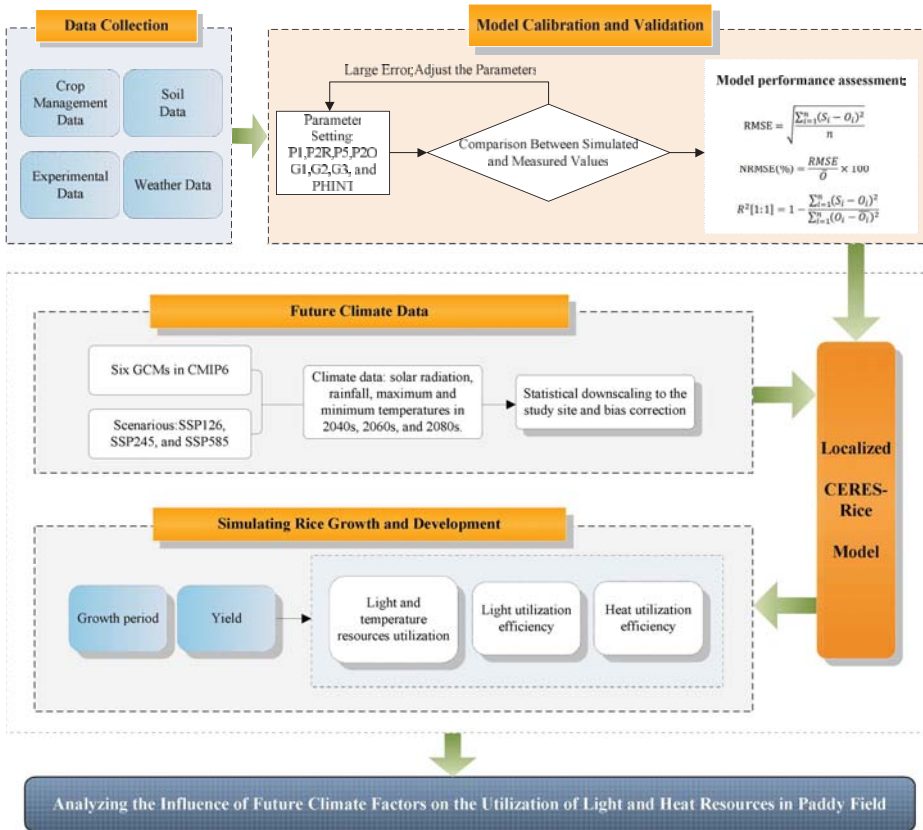 Data Collection
Crop
Management
Data
Soil
Data
Experimental
Data
Weather Data
Model Calibration and Validation
Large Error;Adjust the Parameters
Parameter
Setting:
P1,P2R,P5,P2O
G1,G2,G3, and
PHINT
Comparison Between Simulated
and Measured Values
Model performance assessment:
RMSE = √(∑ⁿᵢ₌₁(Sᵢ − Oᵢ)² / n)
NRMSE(%) = RMSE / Ō × 100
R²[1:1] = 1 − ∑ⁿᵢ₌₁(Sᵢ − Oᵢ)² / ∑ⁿᵢ₌₁(Oᵢ − Ōᵢ)²
Future Climate Data
Six GCMs in CMIP6
Scenarious:SSP126,
SSP245, and SSP585
Climate data: solar radiation,
rainfall, maximum and
minimum temperatures in
2040s, 2060s, and 2080s.
Statistical downscaling to the
study site and bias correction
Localized
CERES-
Rice
Model
Simulating Rice Growth and Development
Growth period
Yield
Light and
temperature
resources utilization
Light utilization
efficiency
Heat utilization
efficiency
Analyzing the Influence of Future Climate Factors on the Utilization of Light and Heat Resources in Paddy Field